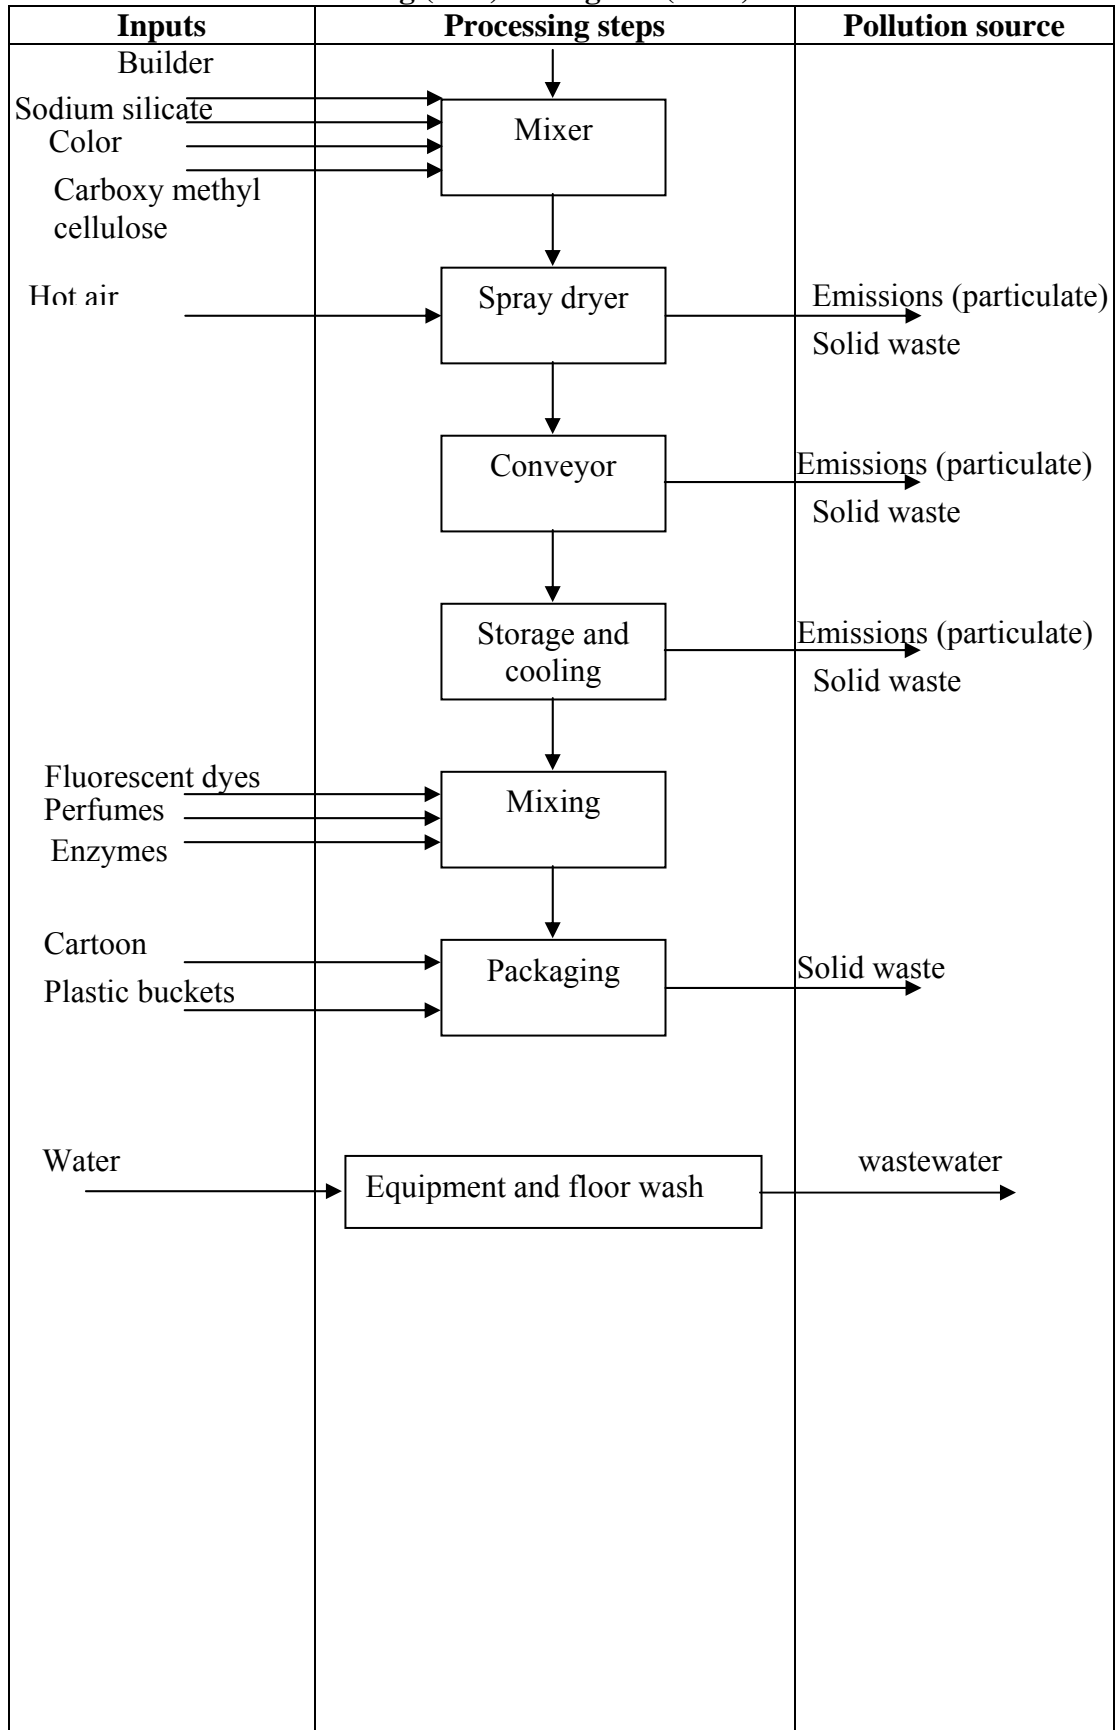 Inputs
Processing steps
Pollution source
Builder
Sodium silicate
Color
Carboxy methyl
cellulose
Mixer
Hot air
Spray dryer
Emissions (particulate)
Solid waste
Conveyor
Emissions (particulate)
Solid waste
Storage and
cooling
Emissions (particulate)
Solid waste
Fluorescent dyes
Perfumes
Enzymes
Mixing
Cartoon
Plastic buckets
Packaging
Solid waste
Water
Equipment and floor wash
wastewater